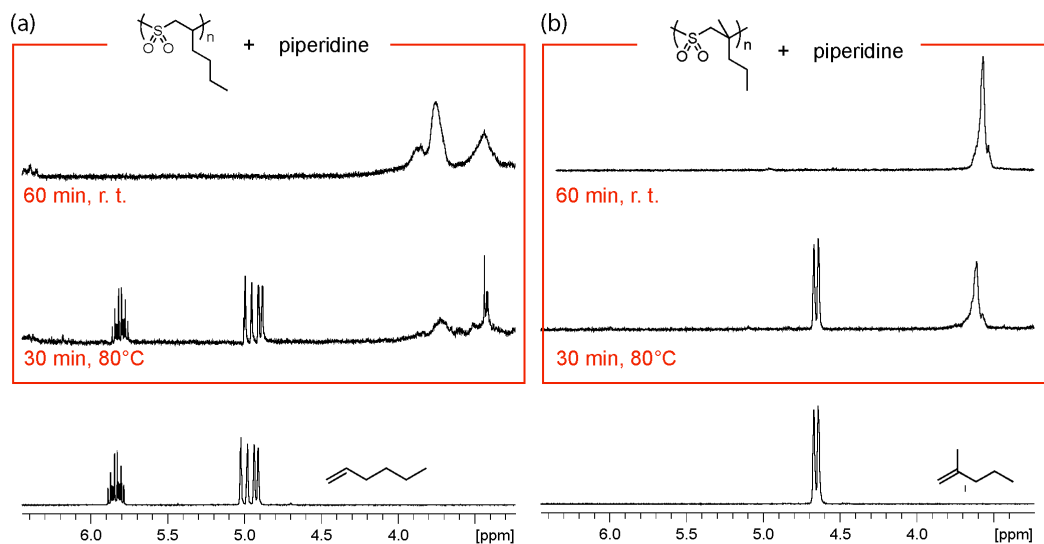 (a)
S
O O
n
+ piperidine
60 min, r. t.
30 min, 80°C
6.0 5.5 5.0 4.5 4.0 [ppm]
(b)
S
O O
n
+ piperidine
60 min, r. t.
30 min, 80°C
6.0 5.5 5.0 4.5 4.0 [ppm]